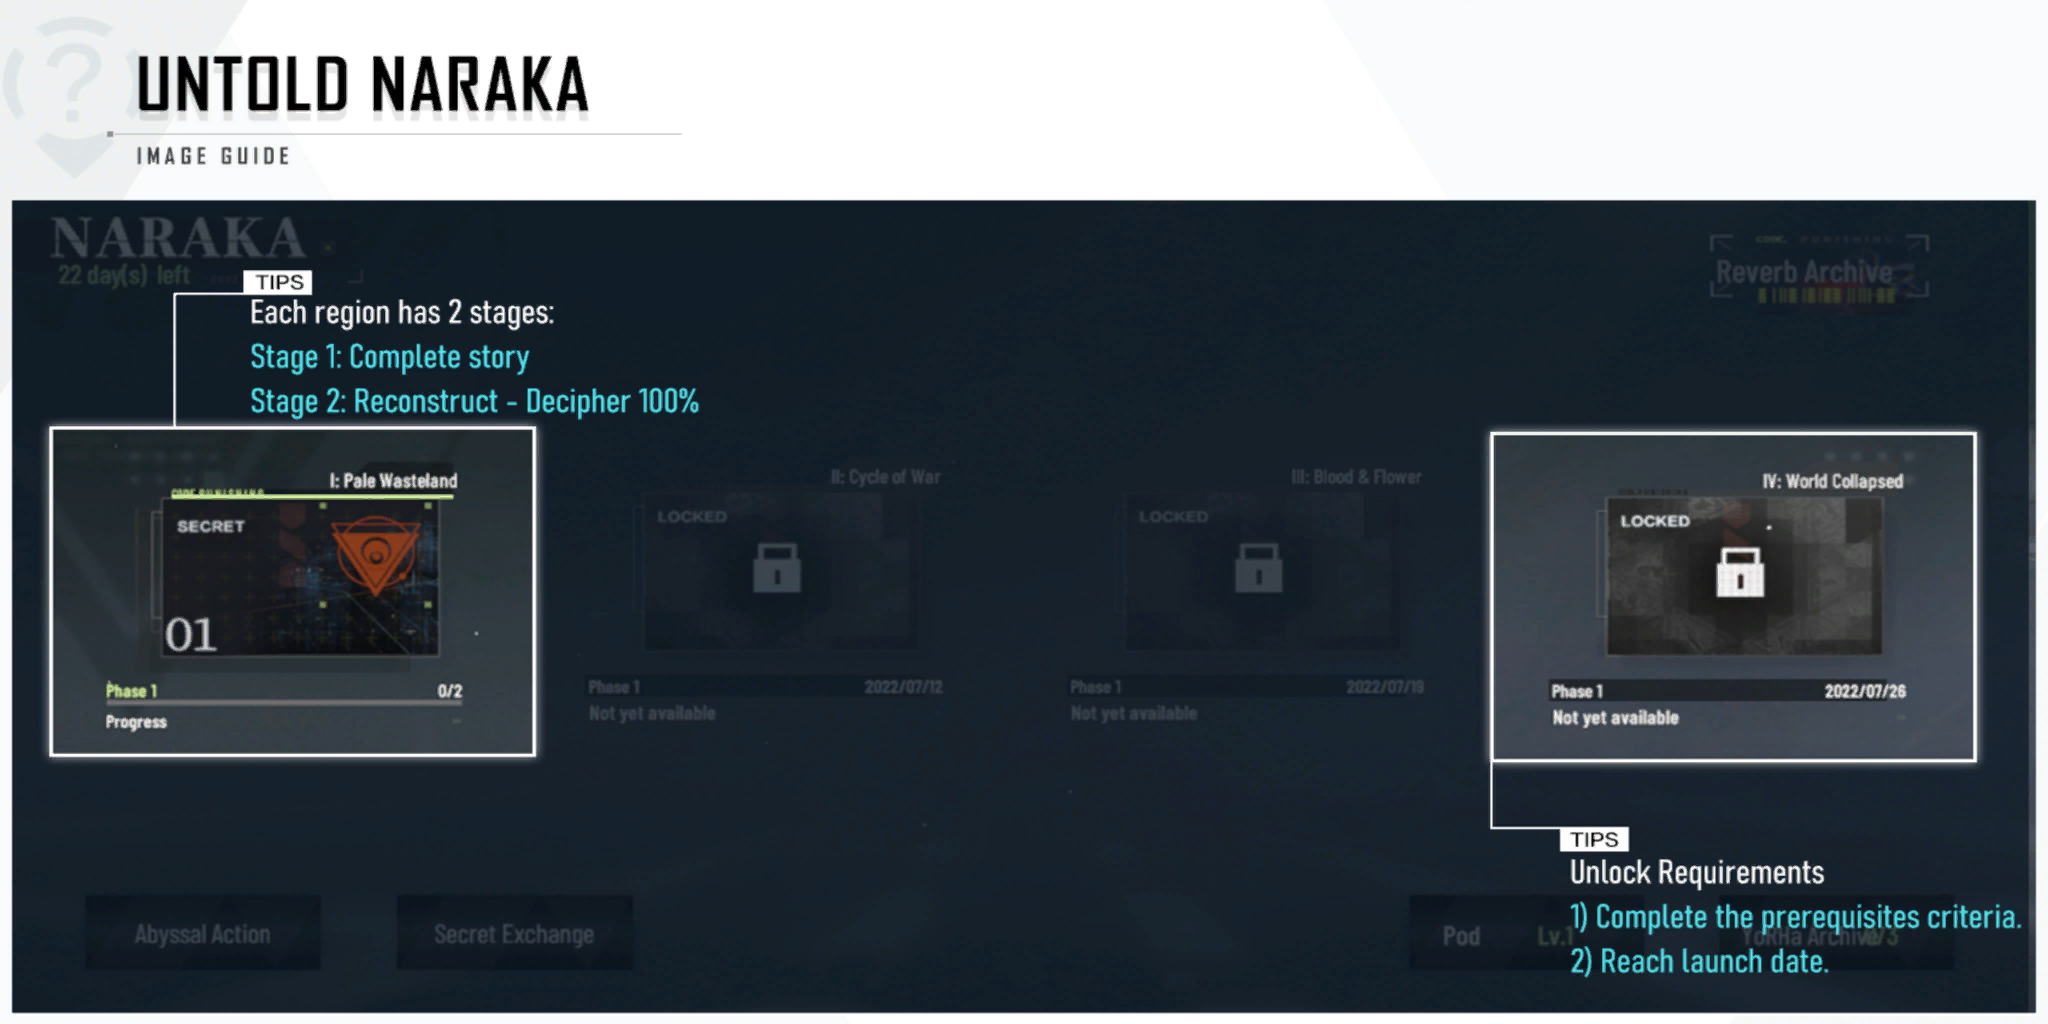 UNTOLD NARAKA
IMAGE GUIDE
NARAKA
22 day(s) left
Reverb Archive
TIPS
Each region has 2 stages:
Stage 1: Complete story
Stage 2: Reconstruct - Decipher 100%
I: Pale Wasteland
SECRET
01
Phase 1 0/2
Progress
II: Cycle of War
LOCKED
Phase 1 2022/07/12
Not yet available
III: Blood & Flower
LOCKED
Phase 1 2022/07/19
Not yet available
IV: World Collapsed
LOCKED
Phase 1 2022/07/26
Not yet available
TIPS
Unlock Requirements
1) Complete the prerequisites criteria.
2) Reach launch date.
Abyssal Action
Secret Exchange
Pod Lv.1
YoRHa Archive